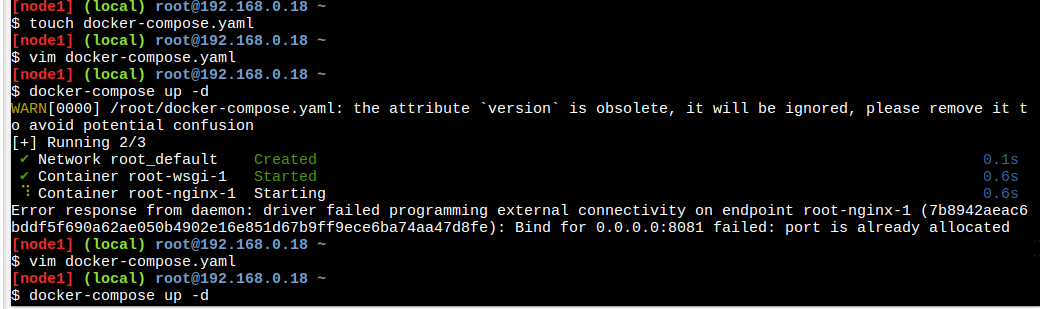 [node1] (local) root@192.168.0.18 ~
$ touch docker-compose.yaml
[node1] (local) root@192.168.0.18 ~
$ vim docker-compose.yaml
[node1] (local) root@192.168.0.18 ~
$ docker-compose up -d
WARN[0000] /root/docker-compose.yaml: the attribute `version` is obsolete, it will be ignored, please remove it t
o avoid potential confusion
[+] Running 2/3
✔ Network root_default    Created    0.1s
✔ Container root-wsgi-1   Started    0.6s
⠹ Container root-nginx-1  Starting    0.6s
Error response from daemon: driver failed programming external connectivity on endpoint root-nginx-1 (7b8942aeac6
bddf5f690a62ae050b4902e16e851d67b9ff9ece6ba74aa47d8fe): Bind for 0.0.0.0:8081 failed: port is already allocated
[node1] (local) root@192.168.0.18 ~
$ vim docker-compose.yaml
[node1] (local) root@192.168.0.18 ~
$ docker-compose up -d